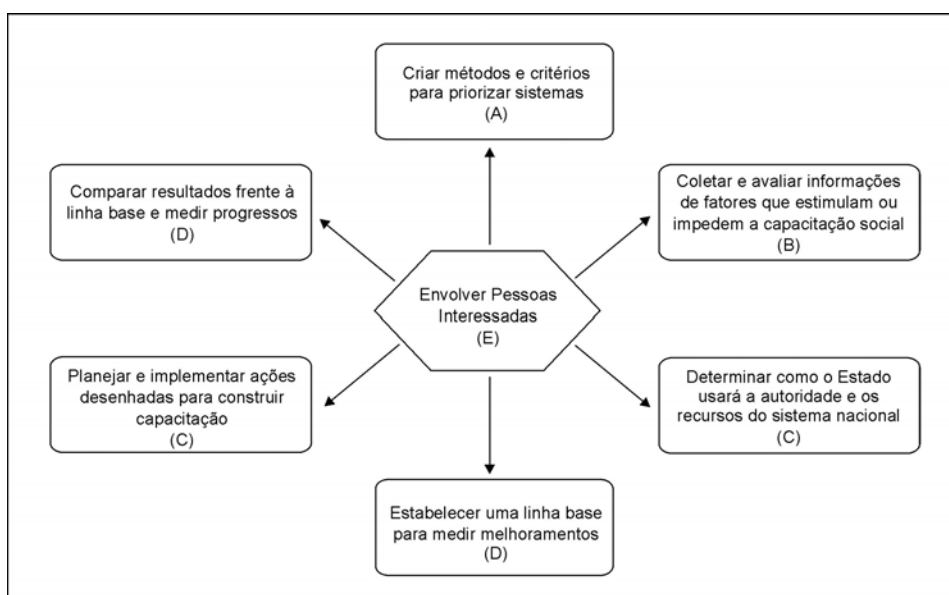 Criar métodos e critérios
para priorizar sistemas
(A)
Comparar resultados frente à
linha base e medir progressos
(D)
Coletar e avaliar informações
de fatores que estimulam ou
impedem a capacitação social
(B)
Envolver Pessoas
Interessadas
(E)
Planejar e implementar ações
desenhadas para construir
capacitação
(C)
Determinar como o Estado
usará a autoridade e os
recursos do sistema nacional
(C)
Estabelecer uma linha base
para medir melhoramentos
(D)